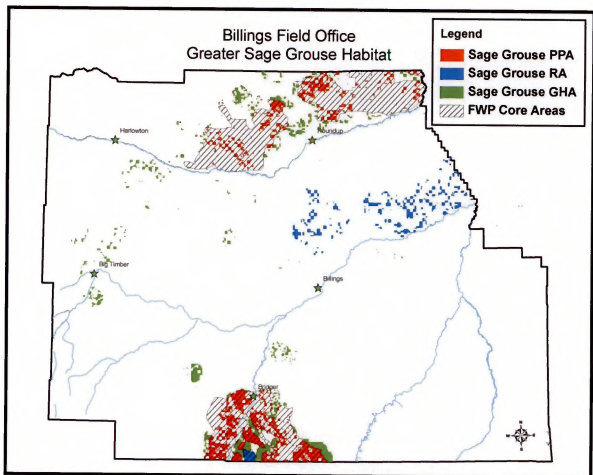 Billings Field Office
Greater Sage Grouse Habitat
Legend
Sage Grouse PPA
Sage Grouse RA
Sage Grouse GHA
FWP Core Areas
Harlowton
Roundup
Big Timber
Billings
Bridger